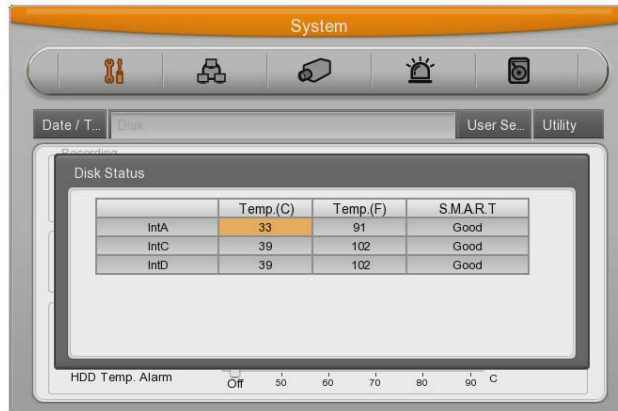 System
Date / T... Disk User Se... Utility
Recording
Disk Status
Temp.(C) Temp.(F) S.M.A.R.T
IntA 33 91 Good
IntC 39 102 Good
IntD 39 102 Good
HDD Temp. Alarm Off 50 60 70 80 90 C